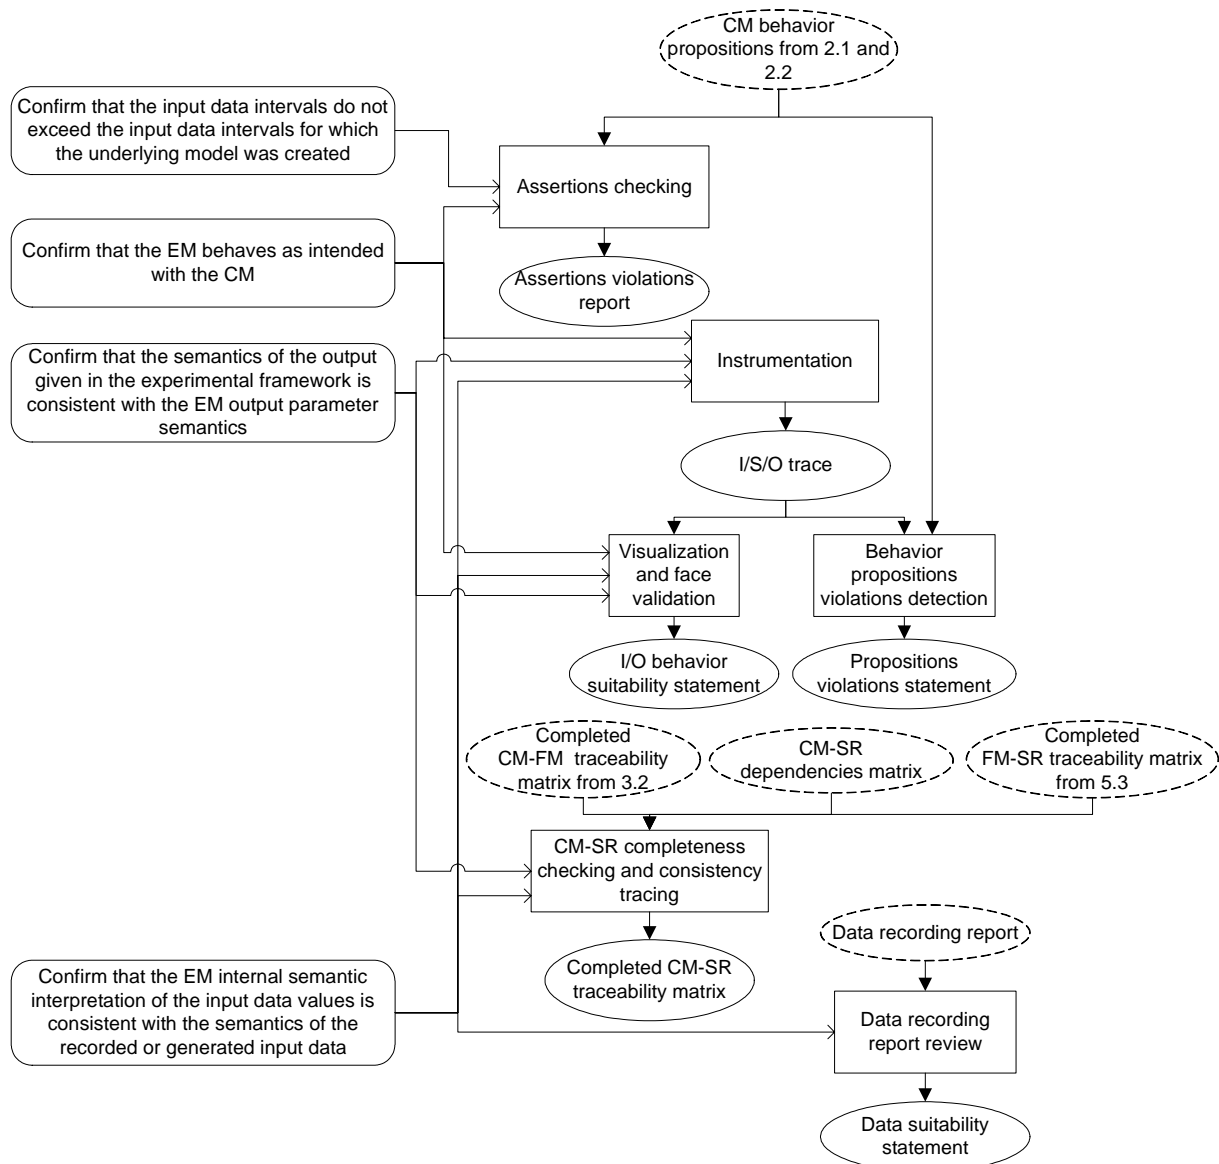 CM behavior
propositions from 2.1 and
2.2
Confirm that the input data intervals do not
exceed the input data intervals for which
the underlying model was created
Assertions checking
Confirm that the EM behaves as intended
with the CM
Assertions violations
report
Instrumentation
Confirm that the semantics of the output
given in the experimental framework is
consistent with the EM output parameter
semantics
I/S/O trace
Visualization
and face
validation
Behavior
propositions
violations detection
I/O behavior
suitability statement
Propositions
violations statement
Completed
CM-FM traceability
matrix from 3.2
CM-SR
dependencies matrix
Completed
FM-SR traceability matrix
from 5.3
CM-SR completeness
checking and consistency
tracing
Data recording report
Completed CM-SR
traceability matrix
Confirm that the EM internal semantic
interpretation of the input data values is
consistent with the semantics of the
recorded or generated input data
Data recording
report review
Data suitability
statement